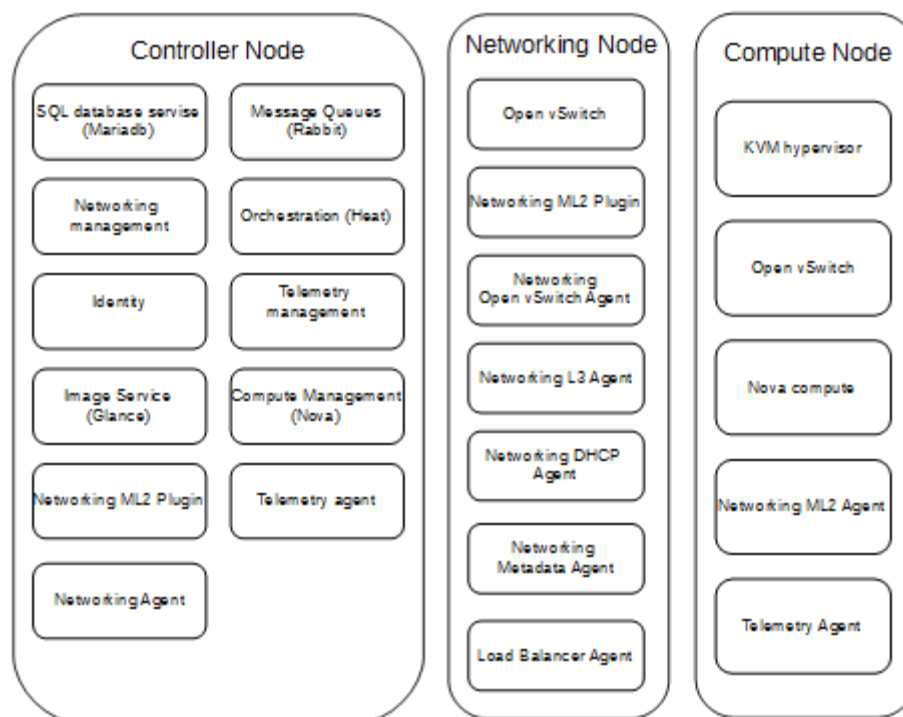 Controller Node
SQL database servise
(Mariadb)
Message Queues
(Rabbit)
Networking
management
Orchestration (Heat)
Identity
Telemetry
management
Image Service
(Glance)
Compute Management
(Nova)
Networking ML2 Plugin
Telemetry agent
Networking Agent
Networking Node
Open vSwitch
Networking ML2 Plugin
Networking
Open vSwitch Agent
Networking L3 Agent
Networking DHCP
Agent
Networking
Metadata Agent
Load Balancer Agent
Compute Node
KVM hypervisor
Open vSwitch
Nova compute
Networking ML2 Agent
Telemetry Agent